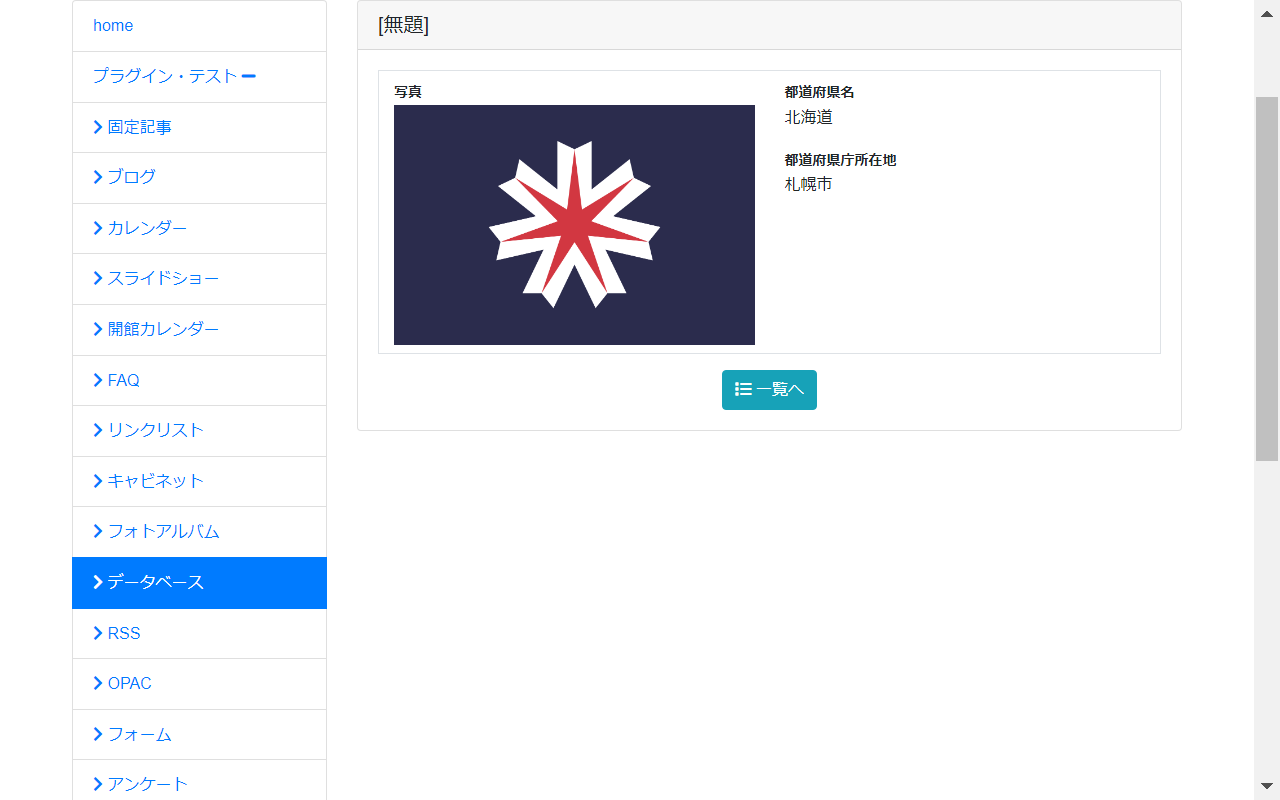 home
プラグイン・テスト
固定記事
ブログ
カレンダー
スライドショー
開館カレンダー
FAQ
リンクリスト
キャビネット
フォトアルバム
データベース
RSS
OPAC
フォーム
アンケート
[無題]
写真
都道府県名
北海道
都道府県庁所在地
札幌市
一覧へ